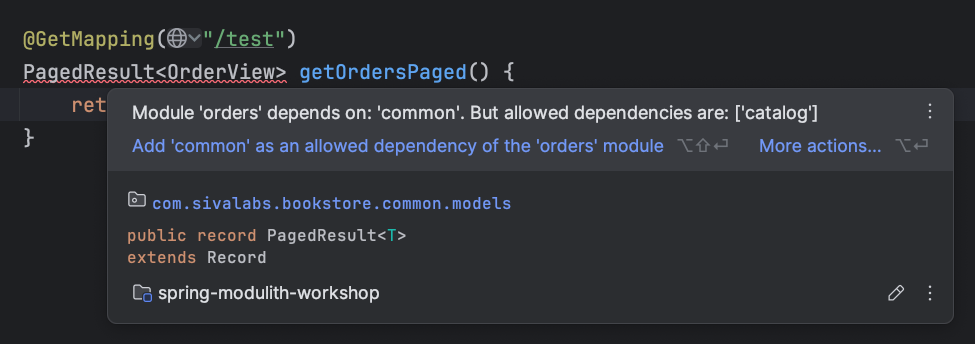 @GetMapping("/test")
PagedResult<OrderView> getOrdersPaged() {
ret
}
Module 'orders' depends on: 'common'. But allowed dependencies are: ['catalog']
Add 'common' as an allowed dependency of the 'orders' module ⌥⇧⏎ More actions... ⌥⏎
com.sivalabs.bookstore.common.models
public record PagedResult<T>
extends Record
spring-modulith-workshop